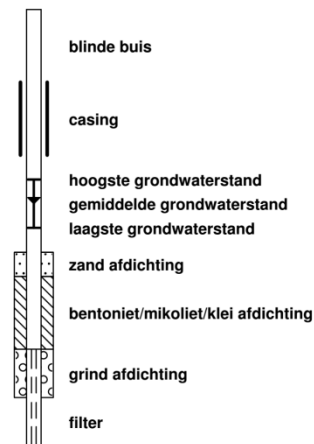 blinde buis
casing
hoogste grondwaterstand
gemiddelde grondwaterstand
laagste grondwaterstand
zand afdichting
bentoniet/mikoliet/klei afdichting
grind afdichting
filter